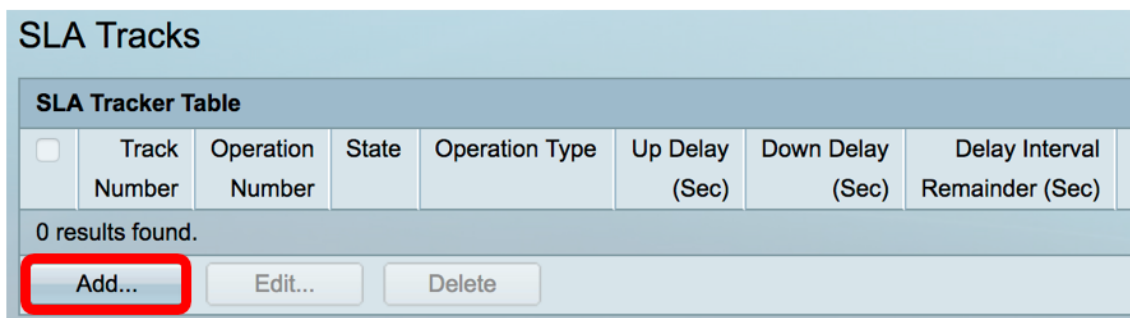 SLA Tracks
SLA Tracker Table
Track Number Operation Number State Operation Type Up Delay (Sec) Down Delay (Sec) Delay Interval Remainder (Sec)
0 results found.
Add... Edit... Delete